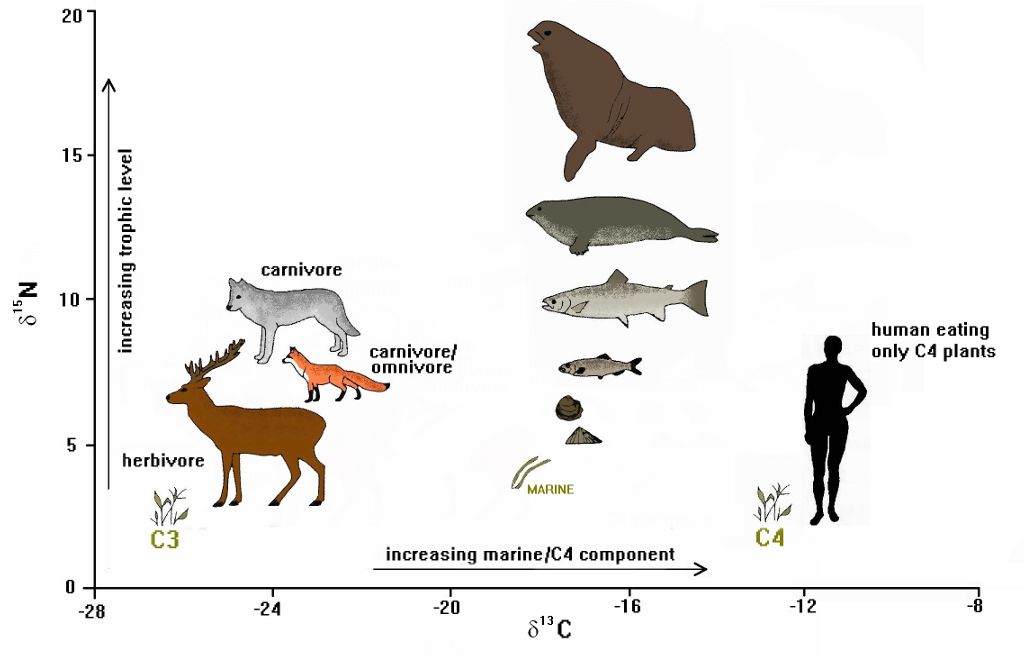 20
15
10
5
0
δ15N
increasing trophic level
carnivore
carnivore/
omnivore
herbivore
C3
MARINE
C4
human eating
only C4 plants
increasing marine/C4 component
-28
-24
-20
-16
-12
-8
δ13C